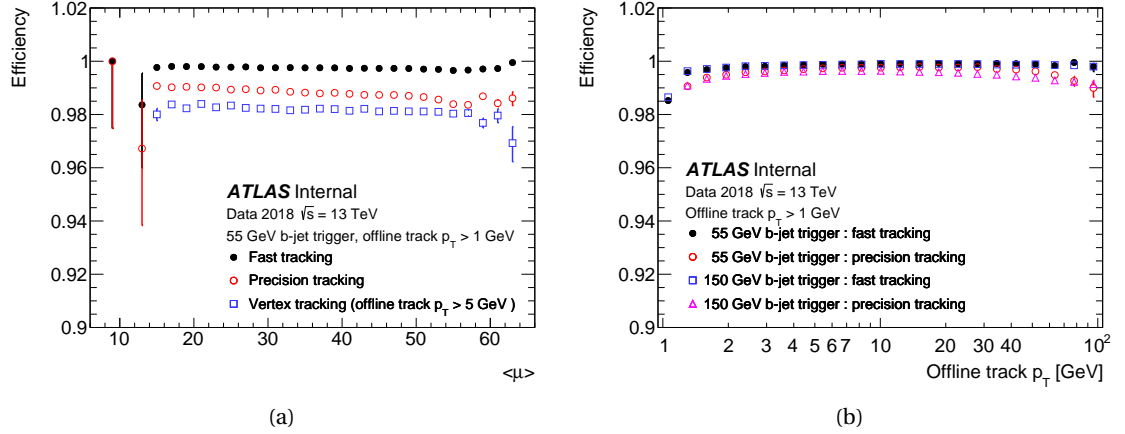 1.02
1
0.98
0.96
0.94
0.92
0.9
Efficiency
ATLAS Internal
Data 2018 √s = 13 TeV
55 GeV b-jet trigger, offline track p_T > 1 GeV
Fast tracking
Precision tracking
Vertex tracking (offline track p_T > 5 GeV )
10 20 30 40 50 60
<μ>
(a)
1.02
1
0.98
0.96
0.94
0.92
0.9
Efficiency
ATLAS Internal
Data 2018 √s = 13 TeV
Offline track p_T > 1 GeV
55 GeV b-jet trigger : fast tracking
55 GeV b-jet trigger : precision tracking
150 GeV b-jet trigger : fast tracking
150 GeV b-jet trigger : precision tracking
1 2 3 4 5 6 7 10 20 30 40 10²
Offline track p_T [GeV]
(b)